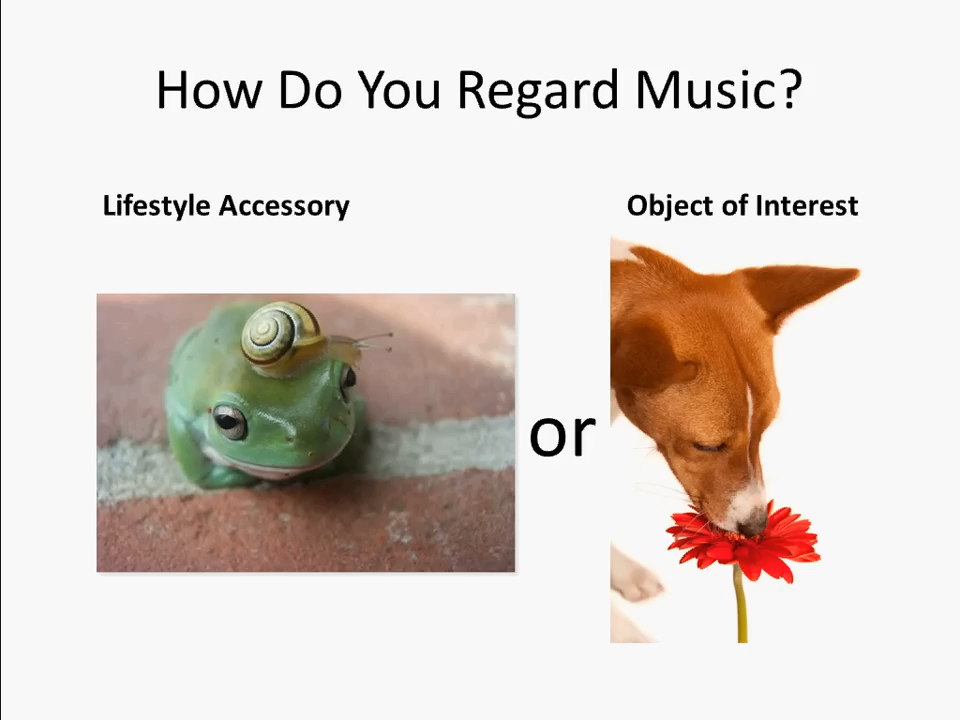 How Do You Regard Music?
Lifestyle Accessory
Object of Interest
or